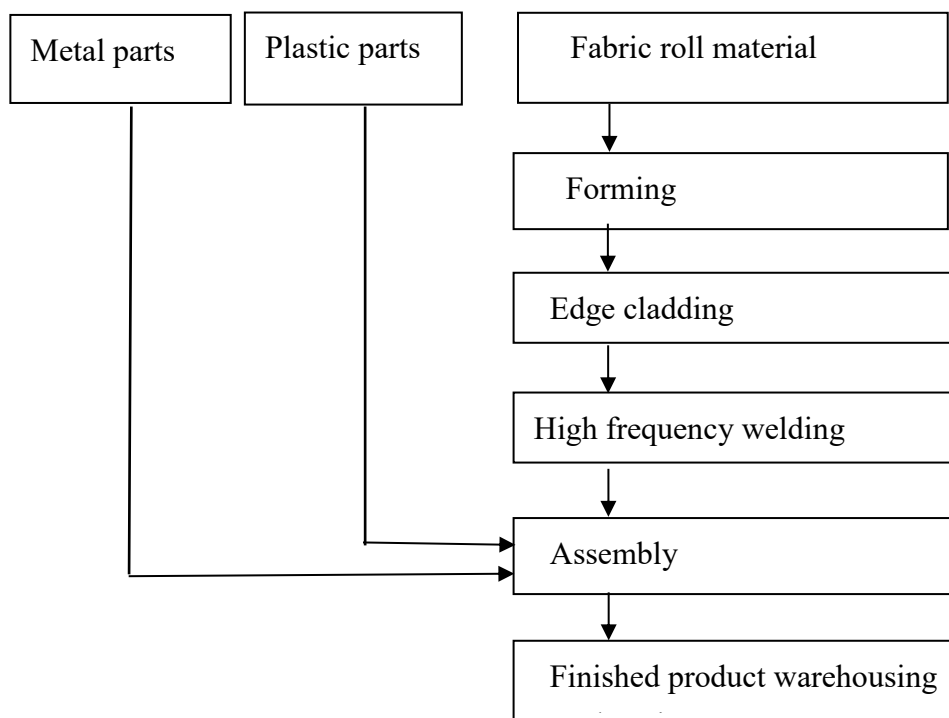 Metal parts
Plastic parts
Fabric roll material
Forming
Edge cladding
High frequency welding
Assembly
Finished product warehousing